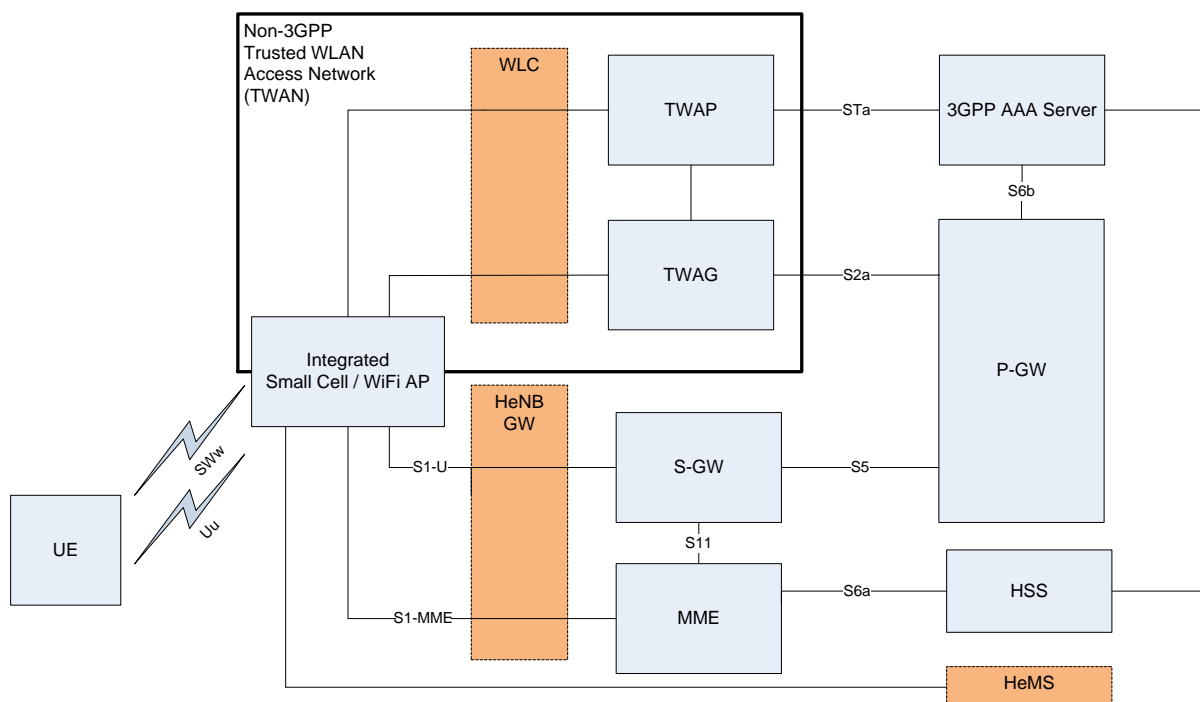 Non-3GPP
Trusted WLAN
Access Network
(TWAN)
WLC
TWAP
STa
3GPP AAA Server
S6b
TWAG
S2a
P-GW
Integrated
Small Cell / WiFi AP
HeNB
GW
SWw
Uu
UE
S1-U
S-GW
S5
S11
S1-MME
MME
S6a
HSS
HeMS